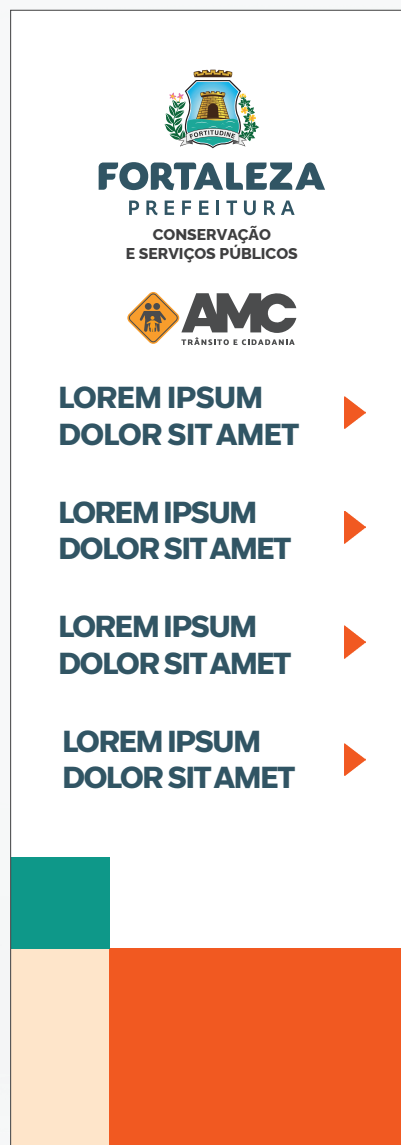 FORTITUDINE
FORTALEZA
PREFEITURA
CONSERVAÇÃO
E SERVIÇOS PÚBLICOS
AMC
TRÂNSITO E CIDADANIA
LOREM IPSUM
DOLOR SIT AMET
LOREM IPSUM
DOLOR SIT AMET
LOREM IPSUM
DOLOR SIT AMET
LOREM IPSUM
DOLOR SIT AMET